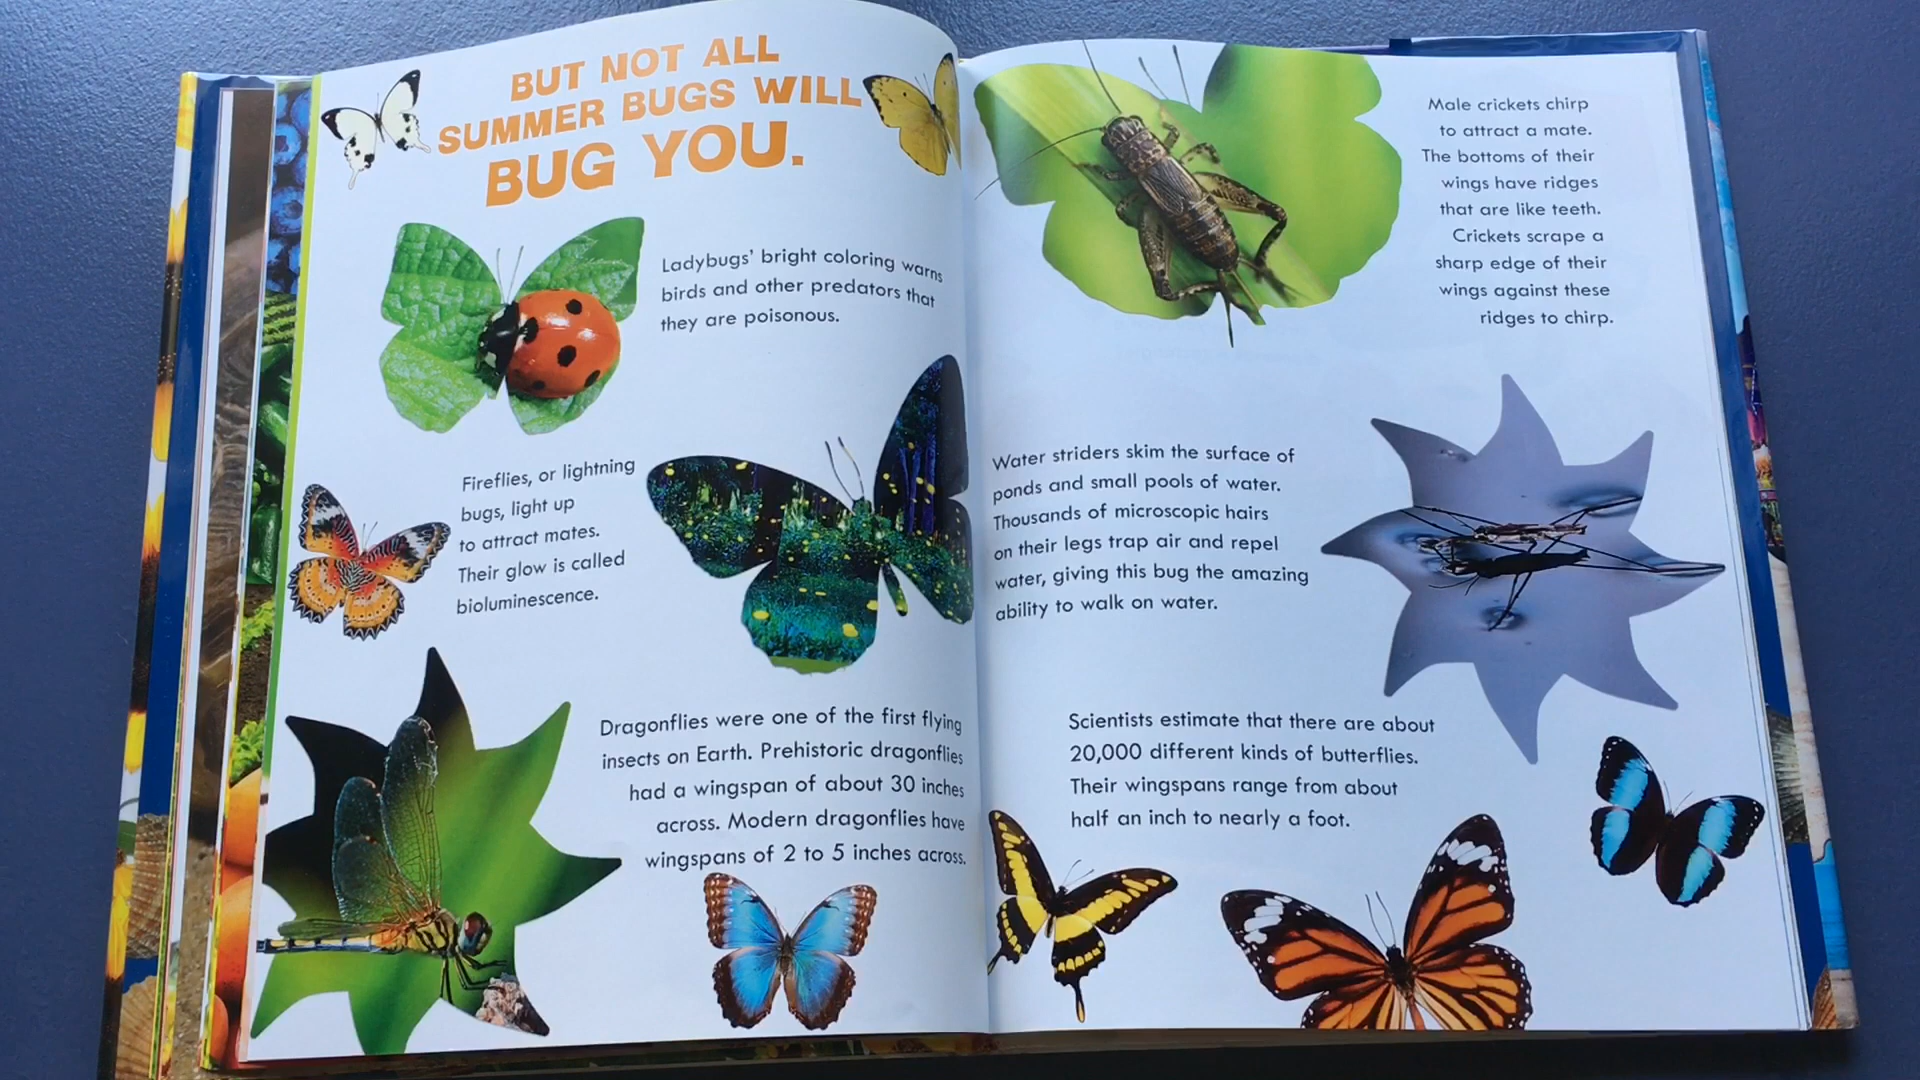 BUT NOT ALL
SUMMER BUGS WILL
BUG YOU.
Ladybugs' bright coloring warns
birds and other predators that
they are poisonous.
Fireflies, or lightning
bugs, light up
to attract mates.
Their glow is called
bioluminescence.
Dragonflies were one of the first flying
insects on Earth. Prehistoric dragonflies
had a wingspan of about 30 inches
across. Modern dragonflies have
wingspans of 2 to 5 inches across.
Male crickets chirp
to attract a mate.
The bottoms of their
wings have ridges
that are like teeth.
Crickets scrape a
sharp edge of their
wings against these
ridges to chirp.
Water striders skim the surface of
ponds and small pools of water.
Thousands of microscopic hairs
on their legs trap air and repel
water, giving this bug the amazing
ability to walk on water.
Scientists estimate that there are about
20,000 different kinds of butterflies.
Their wingspans range from about
half an inch to nearly a foot.